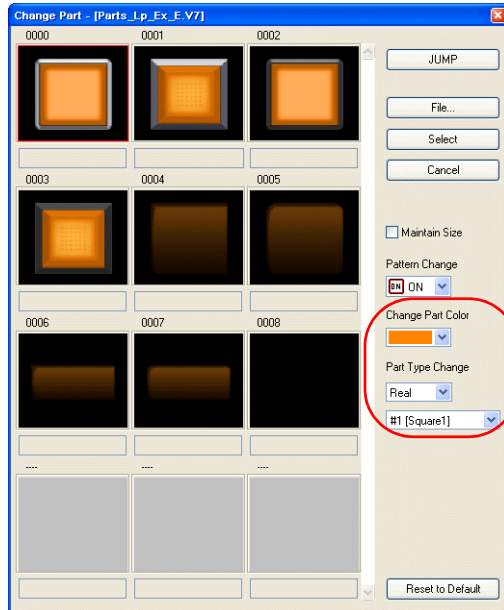 Change Part - [Parts_Lp_Ex_E.V7]
0000 0001 0002
JUMP
File...
Select
Cancel
0003 0004 0005
Maintain Size
Pattern Change
ON ON
Change Part Color
0006 0007 0008
Part Type Change
Real
#1 [Square1]
---- ---- ----
Reset to Default